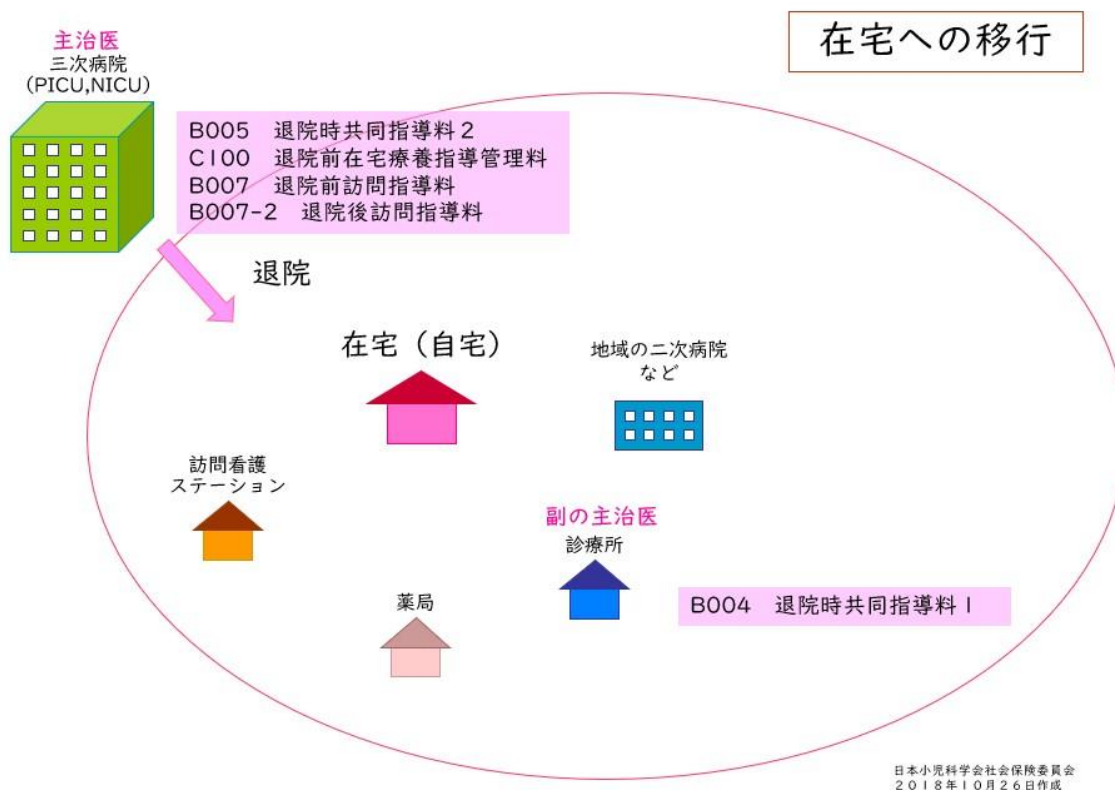 在宅への移行
主治医
三次病院
(PICU,NICU)
B005　退院時共同指導料2
C100　退院前在宅療養指導管理料
B007　退院前訪問指導料
B007-2　退院後訪問指導料
退院
在宅（自宅）
地域の二次病院
など
訪問看護
ステーション
副の主治医
診療所
B004　退院時共同指導料1
薬局
日本小児科学会社会保険委員会
2018年10月26日作成